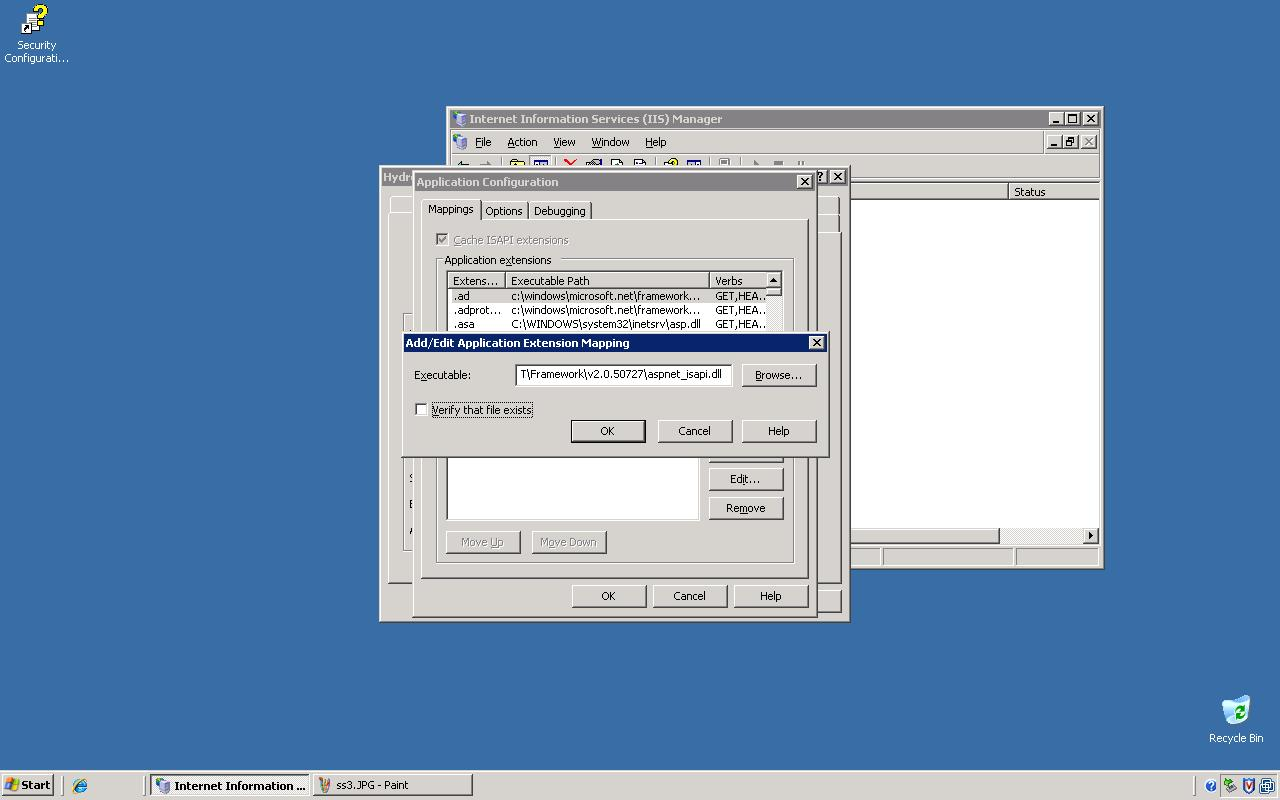 Security
Configurati...
Internet Information Services (IIS) Manager
File Action View Window Help
Hydro
Application Configuration
Status
Mappings Options Debugging
Cache ISAPI extensions
Application extensions
Extens... Executable Path Verbs
.ad c:\windows\microsoft.net\framework... GET,HEA..
.adprot... c:\windows\microsoft.net\framework... GET,HEA..
.asa C:\WINDOWS\system32\inetsrv\asp.dll GET,HEA..
Add/Edit Application Extension Mapping
Executable: T\Framework\v2.0.50727\aspnet_isapi.dll Browse...
Verify that file exists
OK Cancel Help
Edit...
Remove
Move Up Move Down
OK Cancel Help
Recycle Bin
Start Internet Information ... ss3.JPG - Paint